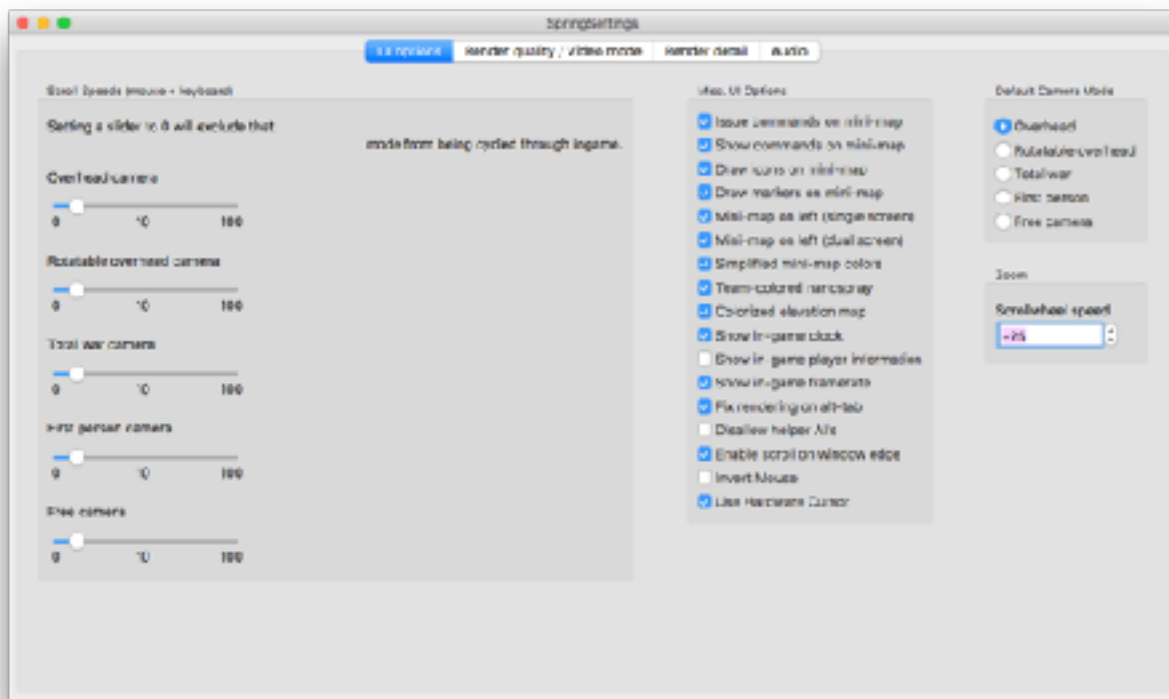 SpringSettings
UI options
Render quality / Video mode
Render detail
Audio
Scroll Speeds (mouse + keyboard)
Setting a slider to 0 will exclude that
mode from being cycled through ingame.
Overhead camera
0 10 100
Rotatable overhead camera
0 10 100
Total war camera
0 10 100
First person camera
0 10 100
Free camera
0 10 100
Misc. UI Options
Issue commands on mini-map
Show commands on mini-map
Draw icons on mini-map
Draw markers on mini-map
Mini-map on left (single screen)
Mini-map on left (dual screen)
Simplified mini-map colors
Team-colored nanospray
Colorized elevation map
Show in-game clock
Show in-game player information
Show in-game framerate
Fix rendering on alt-tab
Disallow helper AIs
Enable scroll on window edge
Invert Mouse
Use Hardware Cursor
Default Camera Mode
Overhead
Rotatable overhead
Total war
First person
Free camera
Zoom
Scrollwheel speed
-25